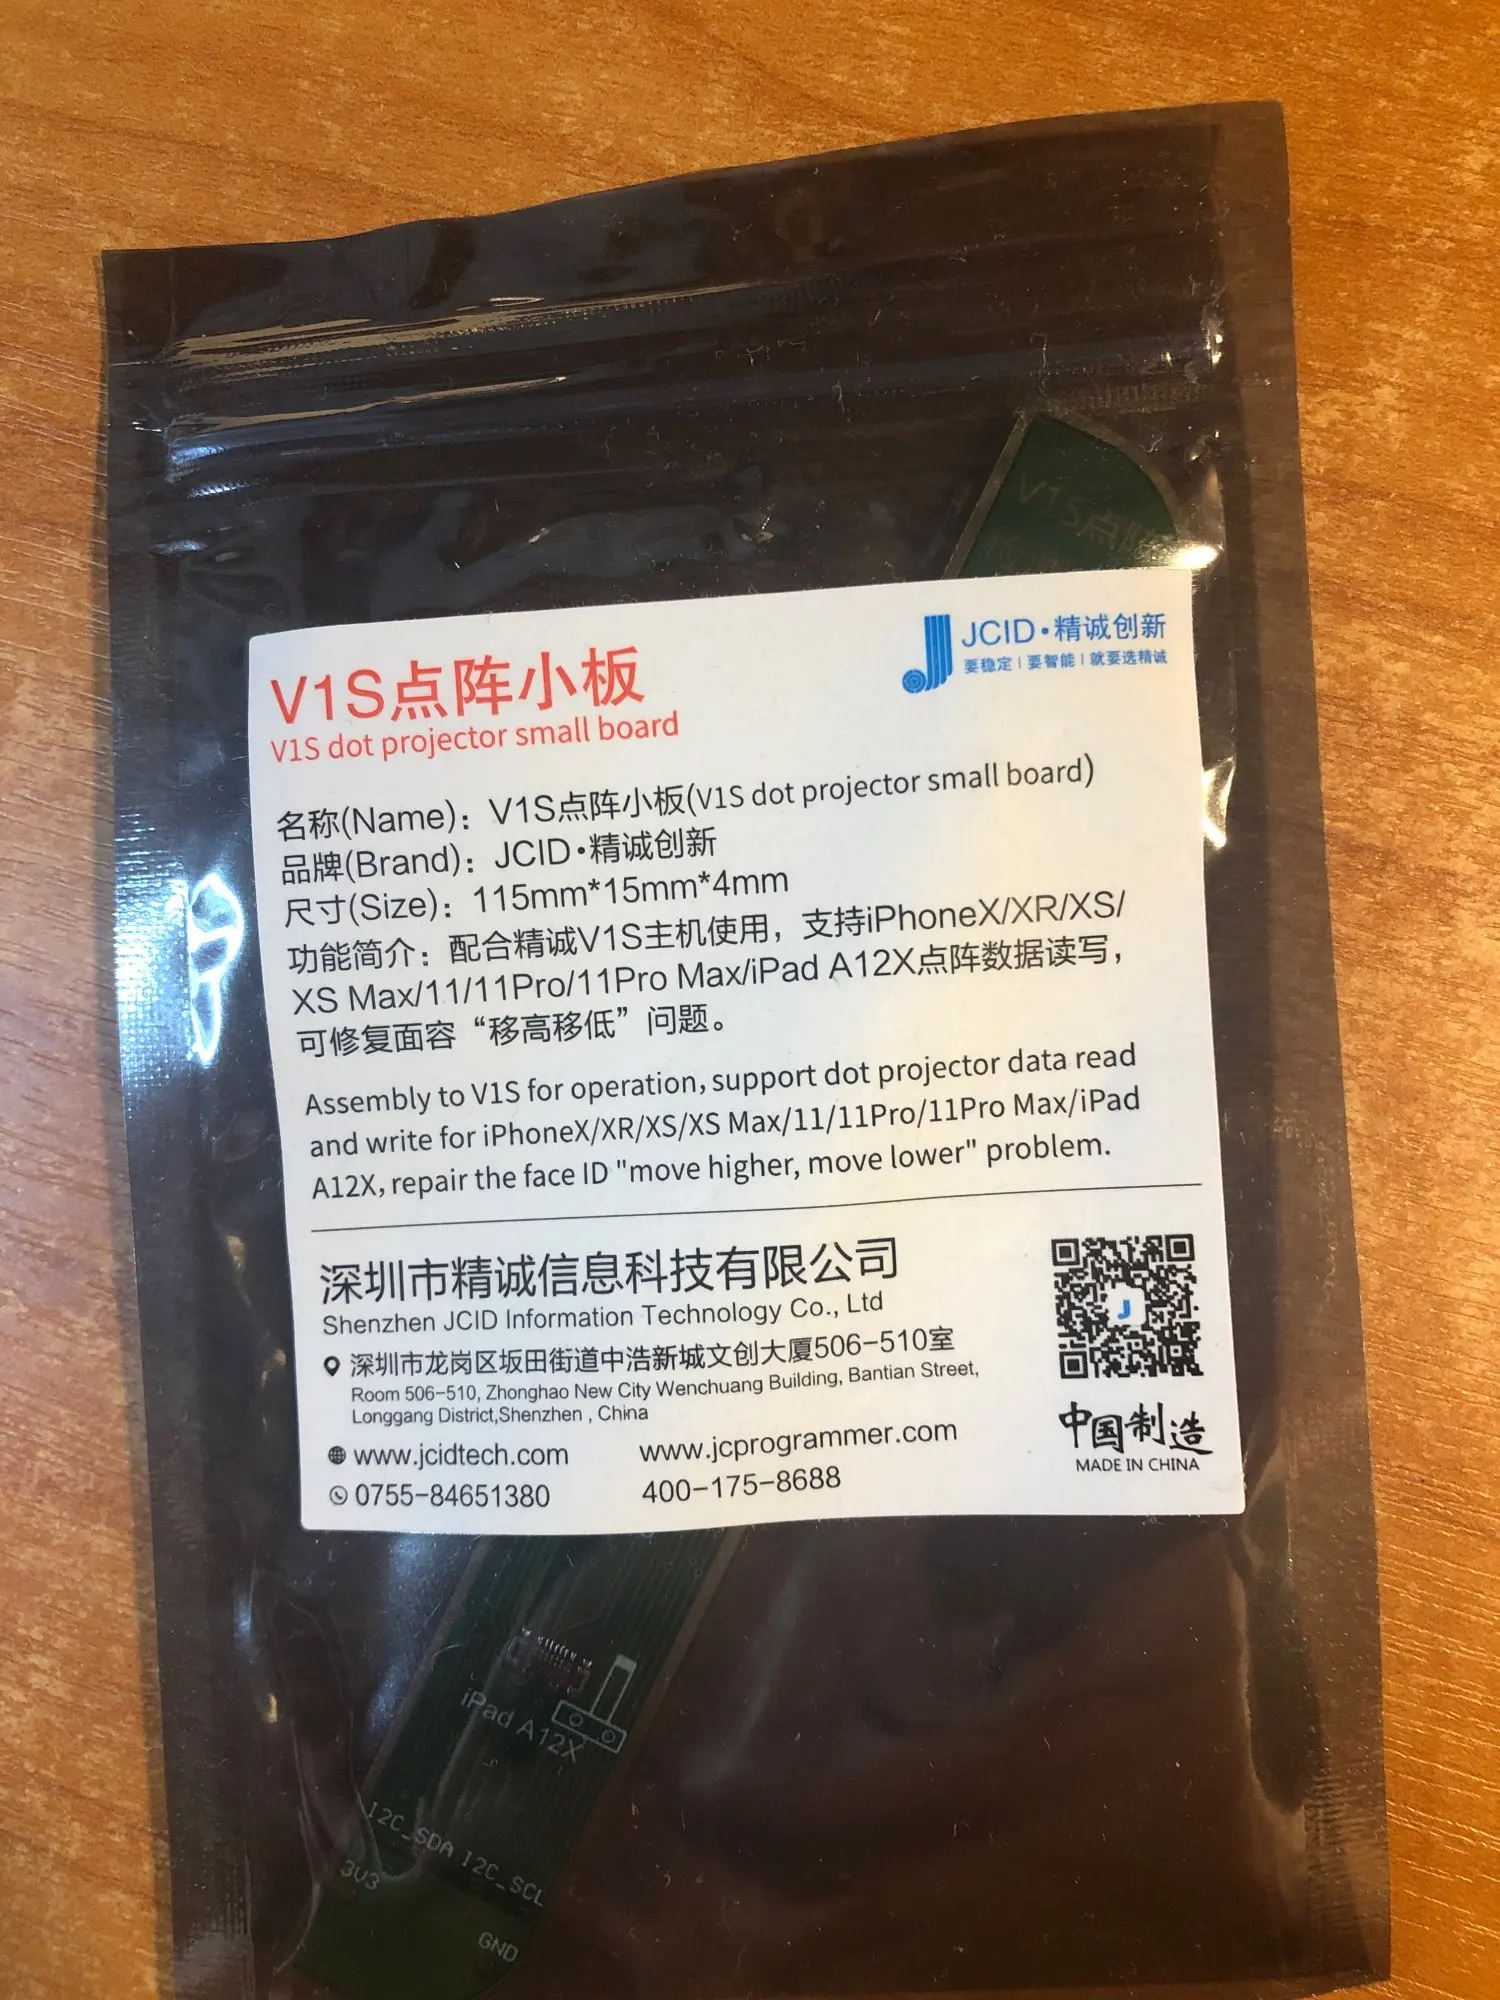 V1S点阵
JCID·精诚创新
要稳定 | 要智能 | 就要选精诚
V1S点阵小板
V1S dot projector small board
名称(Name)：V1S点阵小板(V1S dot projector small board)
品牌(Brand)：JCID·精诚创新
尺寸(Size)：115mm*15mm*4mm
功能简介：配合精诚V1S主机使用，支持iPhoneX/XR/XS/
XS Max/11/11Pro/11Pro Max/iPad A12X点阵数据读写，
可修复面容“移高移低”问题。
Assembly to V1S for operation, support dot projector data read
and write for iPhoneX/XR/XS/XS Max/11/11Pro/11Pro Max/iPad
A12X, repair the face ID "move higher, move lower" problem.
深圳市精诚信息科技有限公司
Shenzhen JCID Information Technology Co., Ltd
深圳市龙岗区坂田街道中浩新城文创大厦506-510室
Room 506-510, Zhonghao New City Wenchuang Building, Bantian Street,
Longgang District,Shenzhen , China
www.jcidtech.com www.jcprogrammer.com
0755-84651380 400-175-8688
J
中国制造
MADE IN CHINA
iPad A12X
I2C_SDA I2C_SCL
3V3
GND